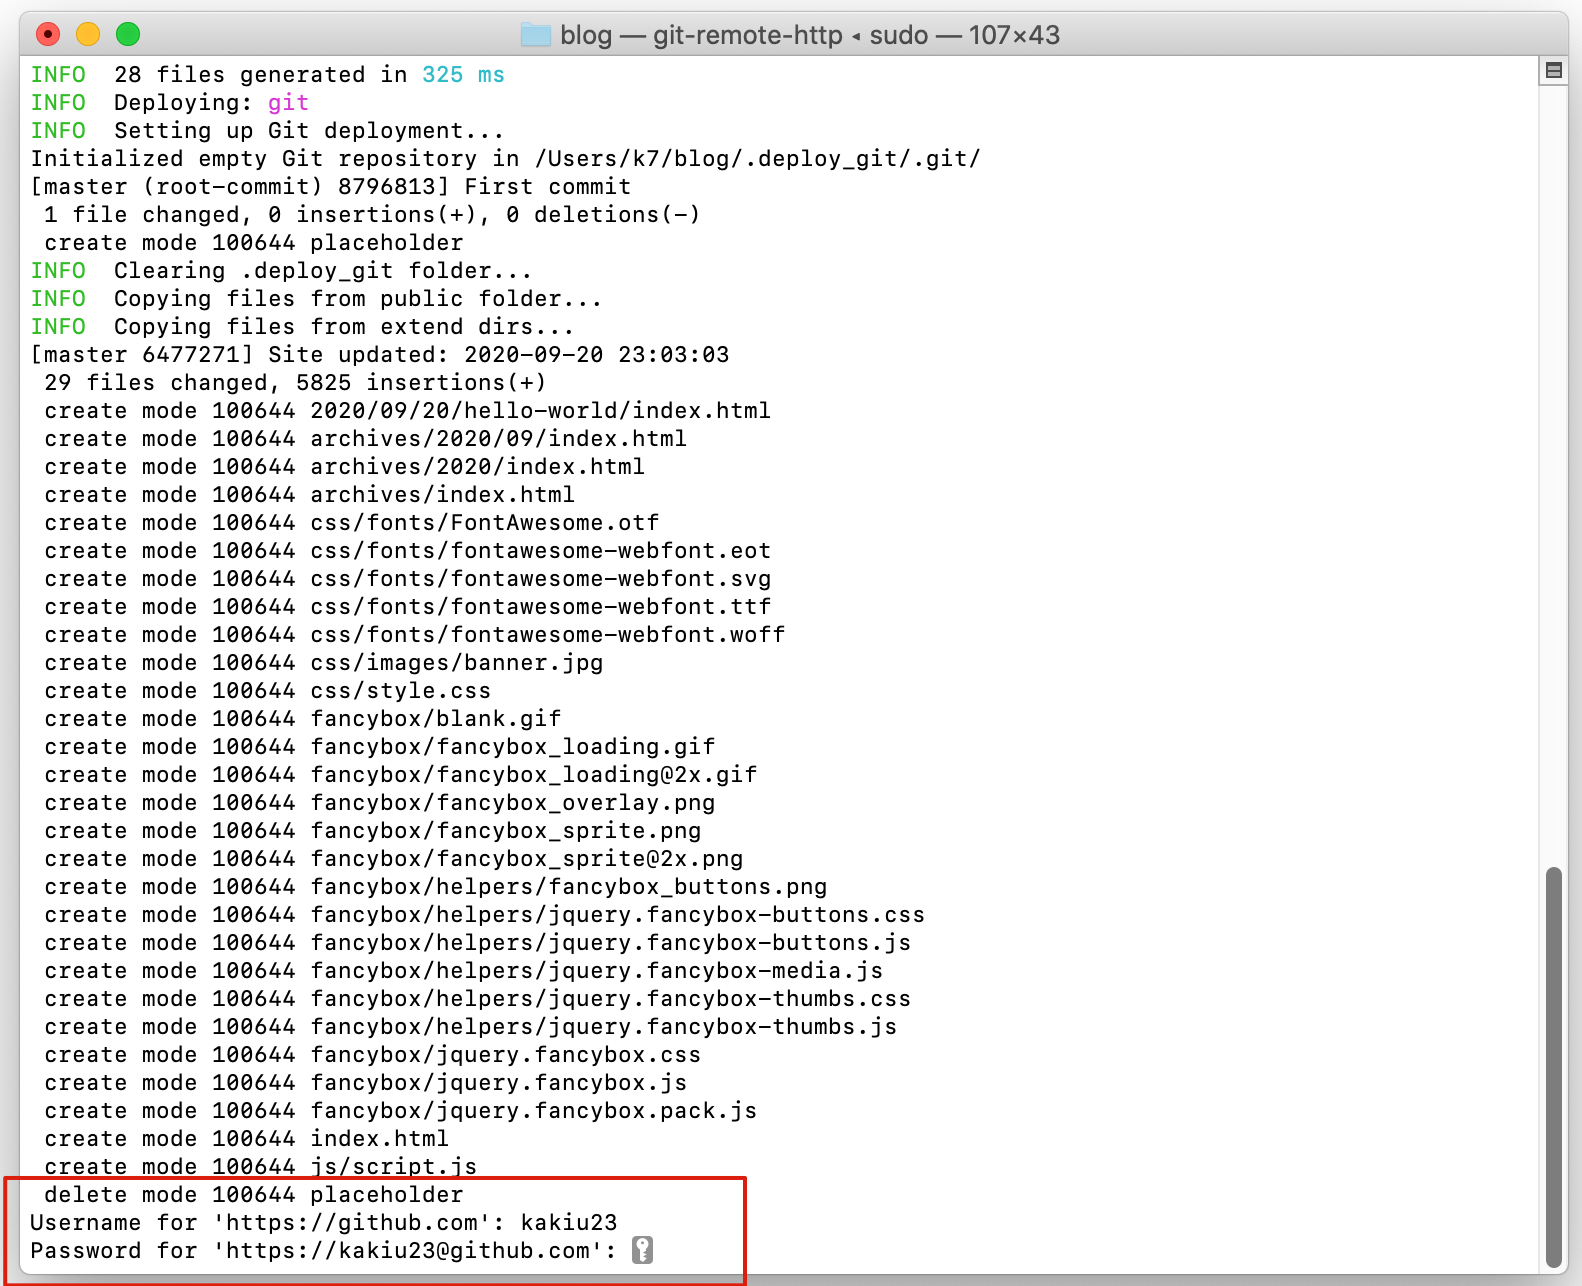 blog — git-remote-http ◂ sudo — 107×43
INFO  28 files generated in 325 ms
INFO  Deploying: git
INFO  Setting up Git deployment...
Initialized empty Git repository in /Users/k7/blog/.deploy_git/.git/
[master (root-commit) 8796813] First commit
 1 file changed, 0 insertions(+), 0 deletions(-)
 create mode 100644 placeholder
INFO  Clearing .deploy_git folder...
INFO  Copying files from public folder...
INFO  Copying files from extend dirs...
[master 6477271] Site updated: 2020-09-20 23:03:03
 29 files changed, 5825 insertions(+)
 create mode 100644 2020/09/20/hello-world/index.html
 create mode 100644 archives/2020/09/index.html
 create mode 100644 archives/2020/index.html
 create mode 100644 archives/index.html
 create mode 100644 css/fonts/FontAwesome.otf
 create mode 100644 css/fonts/fontawesome-webfont.eot
 create mode 100644 css/fonts/fontawesome-webfont.svg
 create mode 100644 css/fonts/fontawesome-webfont.ttf
 create mode 100644 css/fonts/fontawesome-webfont.woff
 create mode 100644 css/images/banner.jpg
 create mode 100644 css/style.css
 create mode 100644 fancybox/blank.gif
 create mode 100644 fancybox/fancybox_loading.gif
 create mode 100644 fancybox/fancybox_loading@2x.gif
 create mode 100644 fancybox/fancybox_overlay.png
 create mode 100644 fancybox/fancybox_sprite.png
 create mode 100644 fancybox/fancybox_sprite@2x.png
 create mode 100644 fancybox/helpers/fancybox_buttons.png
 create mode 100644 fancybox/helpers/jquery.fancybox-buttons.css
 create mode 100644 fancybox/helpers/jquery.fancybox-buttons.js
 create mode 100644 fancybox/helpers/jquery.fancybox-media.js
 create mode 100644 fancybox/helpers/jquery.fancybox-thumbs.css
 create mode 100644 fancybox/helpers/jquery.fancybox-thumbs.js
 create mode 100644 fancybox/jquery.fancybox.css
 create mode 100644 fancybox/jquery.fancybox.js
 create mode 100644 fancybox/jquery.fancybox.pack.js
 create mode 100644 index.html
 create mode 100644 js/script.js
 delete mode 100644 placeholder
Username for 'https://github.com': kakiu23
Password for 'https://kakiu23@github.com':